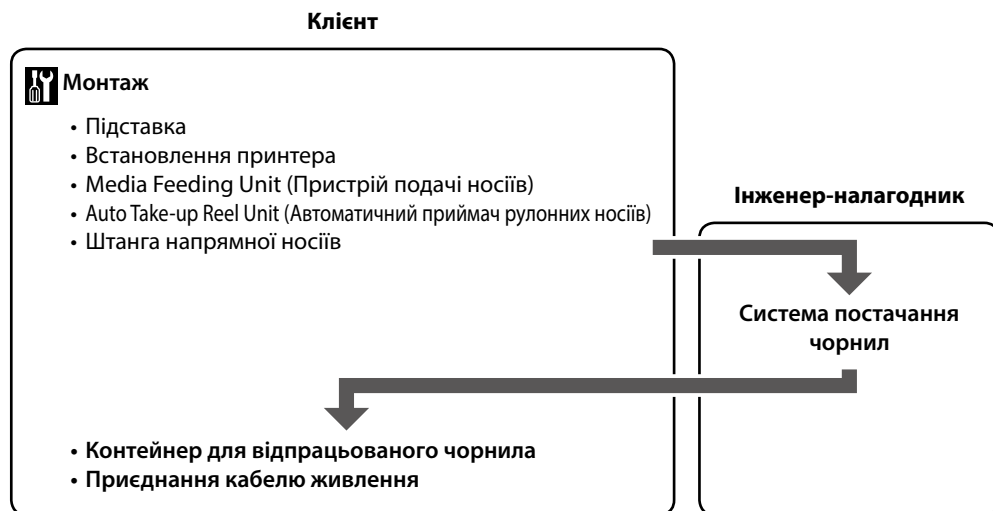 Клієнт
Монтаж
• Підставка
• Встановлення принтера
• Media Feeding Unit (Пристрій подачі носіїв)
• Auto Take-up Reel Unit (Автоматичний приймач рулонних носіїв)
• Штанга напрямної носіїв
Інженер-налагодник
Система постачання
чорнил
• Контейнер для відпрацьованого чорнила
• Приєднання кабелю живлення